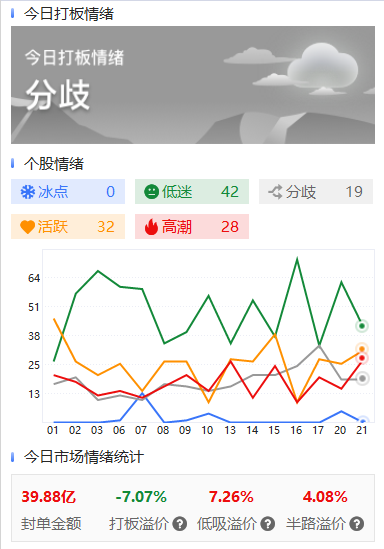 今日打板情绪
今日打板情绪
分歧
个股情绪
冰点 0 低迷 42 分歧 19
活跃 32 高潮 28
64
51
38
25
13
01 02 03 06 07 08 09 10 13 14 15 16 17 20 21
今日市场情绪统计
39.88亿 -7.07% 7.26% 4.08%
封单金额 打板溢价 ? 低吸溢价 ? 半路溢价 ?